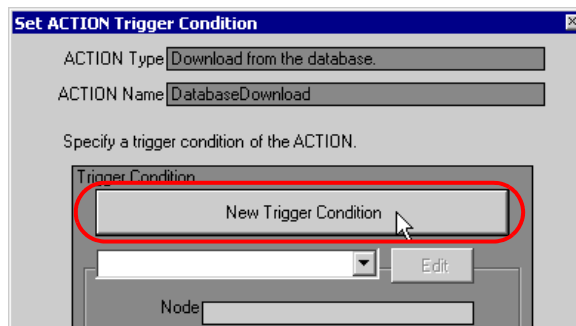 Set ACTION Trigger Condition
ACTION Type Download from the database.
ACTION Name DatabaseDownload
Specify a trigger condition of the ACTION.
Trigger Condition
New Trigger Condition
Edit
Node